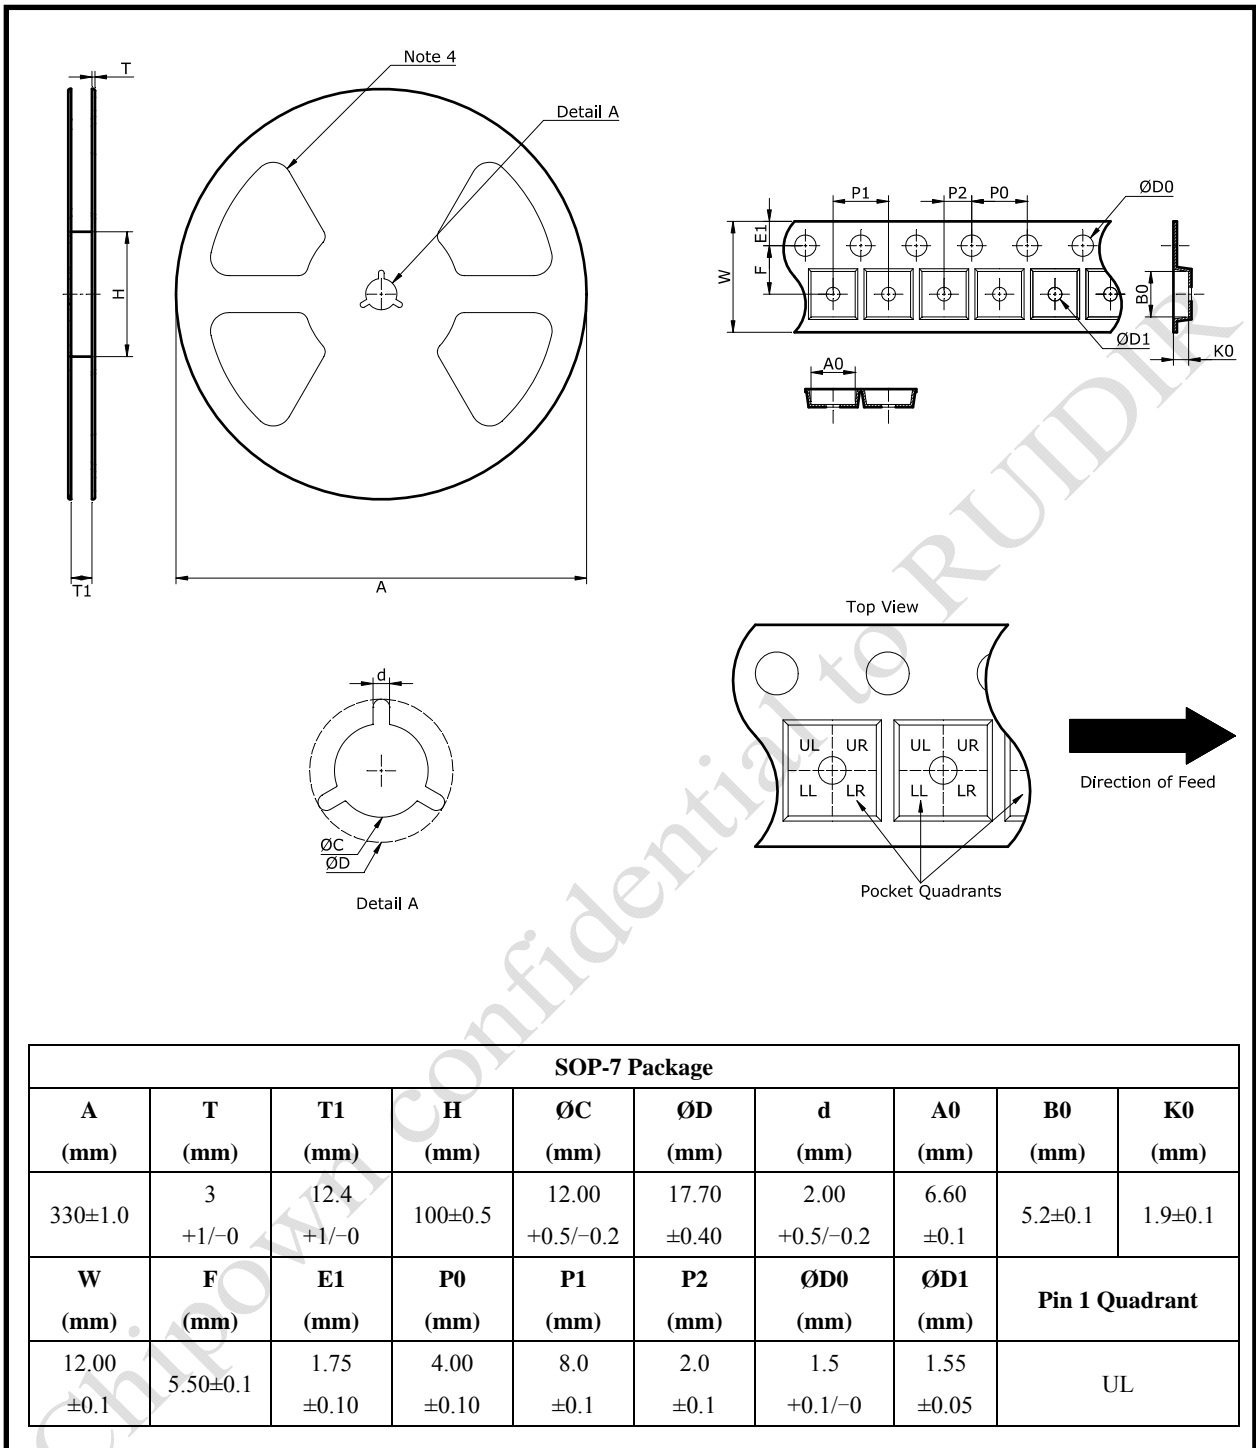 Note 4
T
Detail A
H
T1
A
P1
P2
P0
ØD0
E1
F
W
B0
ØD1
K0
A0
Top View
UL UR UL UR
LL LR LL LR
Direction of Feed
Pocket Quadrants
d
ØC
ØD
Detail A
Chipown confidential to RUIDIR
SOP-7 Package
A T T1 H ØC ØD d A0 B0 K0
(mm) (mm) (mm) (mm) (mm) (mm) (mm) (mm) (mm) (mm)
330±1.0 3 12.4 100±0.5 12.00 17.70 2.00 6.60 5.2±0.1 1.9±0.1
+1/−0 +1/−0 +0.5/−0.2 ±0.40 +0.5/−0.2 ±0.1
W F E1 P0 P1 P2 ØD0 ØD1 Pin 1 Quadrant
(mm) (mm) (mm) (mm) (mm) (mm) (mm) (mm)
12.00 5.50±0.1 1.75 4.00 8.0 2.0 1.5 1.55 UL
±0.1 ±0.10 ±0.10 ±0.1 ±0.1 +0.1/−0 ±0.05